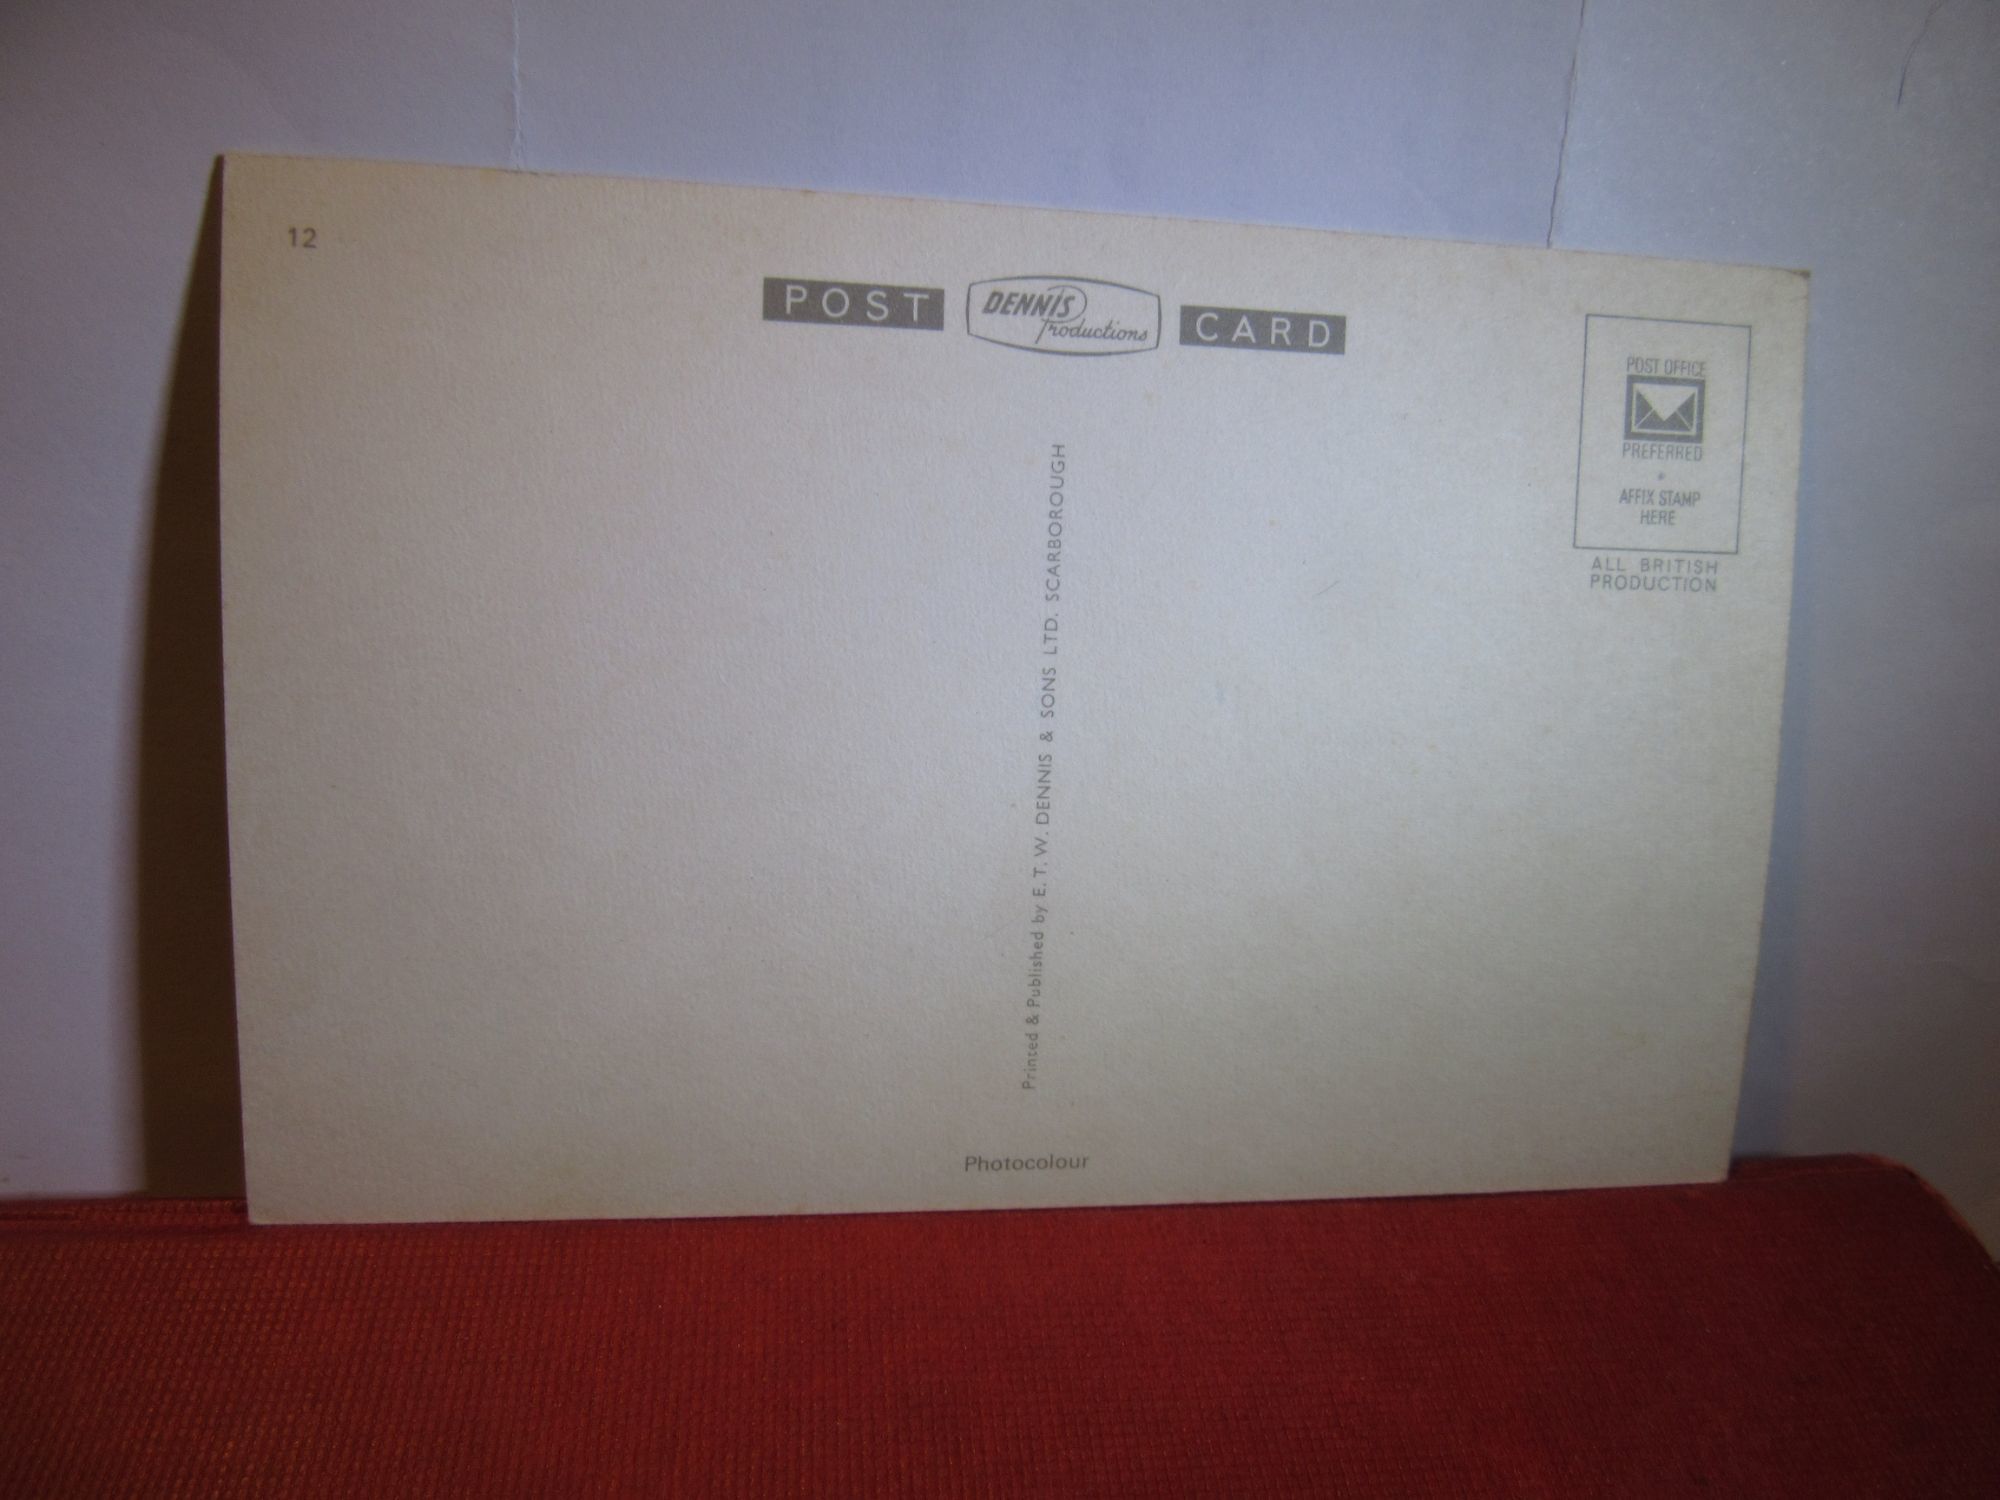 12
POST DENNIS Productions CARD
POST OFFICE
PREFERRED
AFFIX STAMP
HERE
ALL BRITISH
PRODUCTION
Printed & Published by E. T. W. DENNIS & SONS LTD. SCARBOROUGH
Photocolour